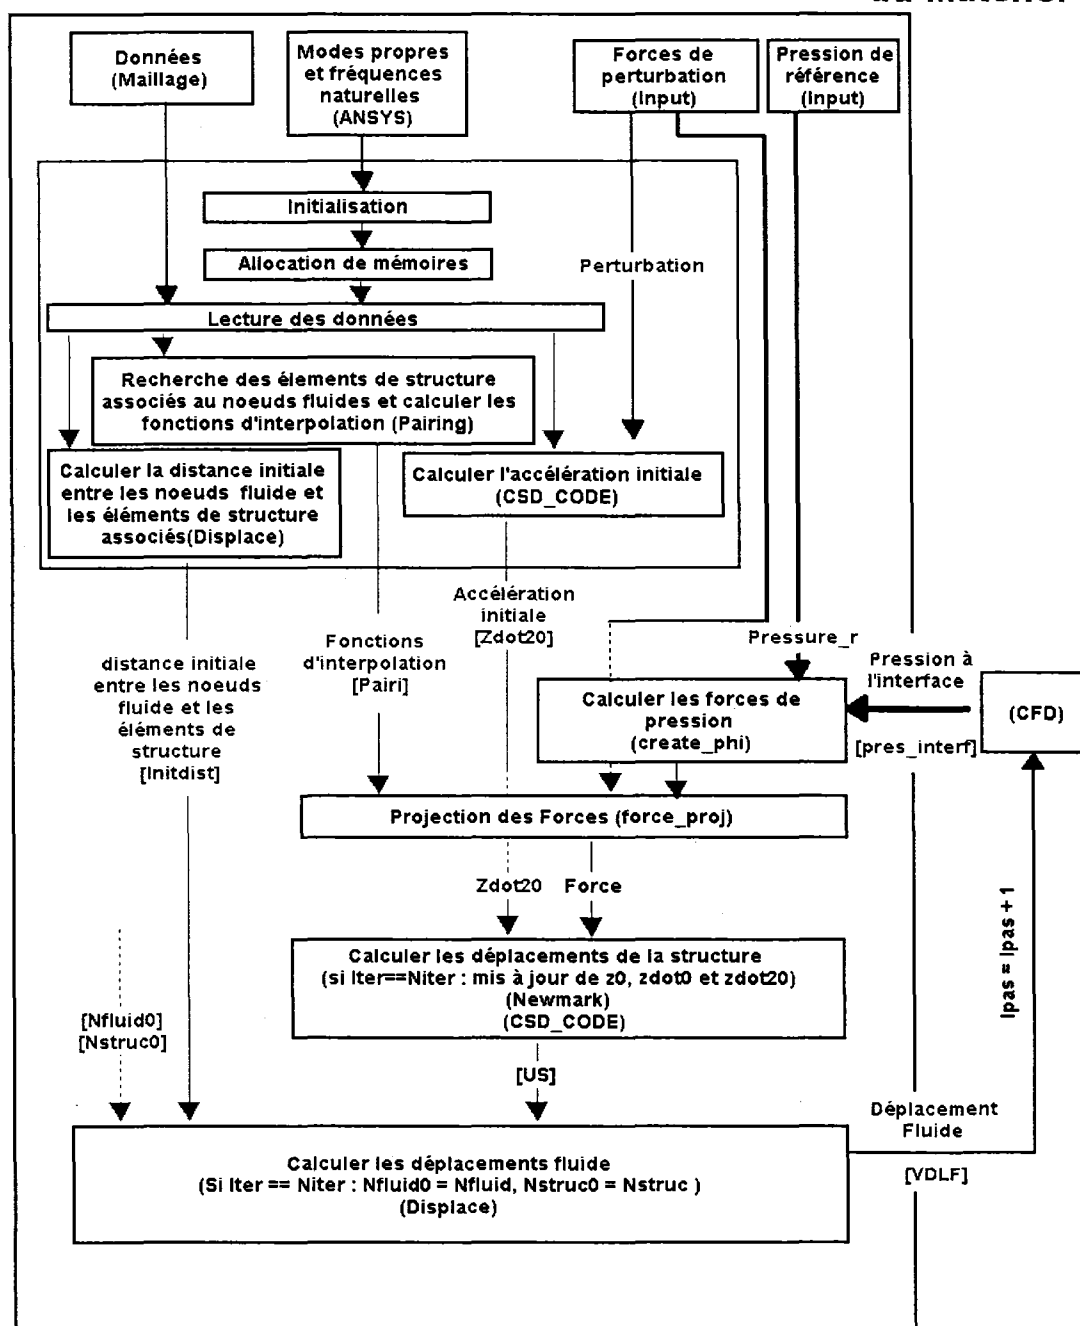 Données
(Maillage)
Modes propres
et fréquences
naturelles
(ANSYS)
Forces de
perturbation
(Input)
Pression de
référence
(Input)
Initialisation
Allocation de mémoires
Perturbation
Lecture des données
Recherche des élements de structure
associés au noeuds fluides et calculer les
fonctions d'interpolation (Pairing)
Calculer la distance initiale
entre les noeuds fluide et
les éléments de structure
associés(Displace)
Calculer l'accélération initiale
(CSD_CODE)
Accélération
initiale
[Zdot20]
Fonctions
d'interpolation
[Pairi]
distance initiale
entre les noeuds
fluide et les
éléments de
structure
[Initdist]
Pressure_r
Pression à
l'interface
[pres_interf]
(CFD)
Calculer les forces de
pression
(create_phi)
Projection des Forces (force_proj)
Zdot20 Force
Calculer les déplacements de la structure
(si Iter==Niter : mis à jour de z0, zdot0 et zdot20)
(Newmark)
(CSD_CODE)
Ipas = Ipas + 1
[Nfluid0]
[Nstruc0]
[US]
Déplacement
Fluide
[VDLF]
Calculer les déplacements fluide
(Si Iter == Niter : Nfluid0 = Nfluid, Nstruc0 = Nstruc )
(Displace)